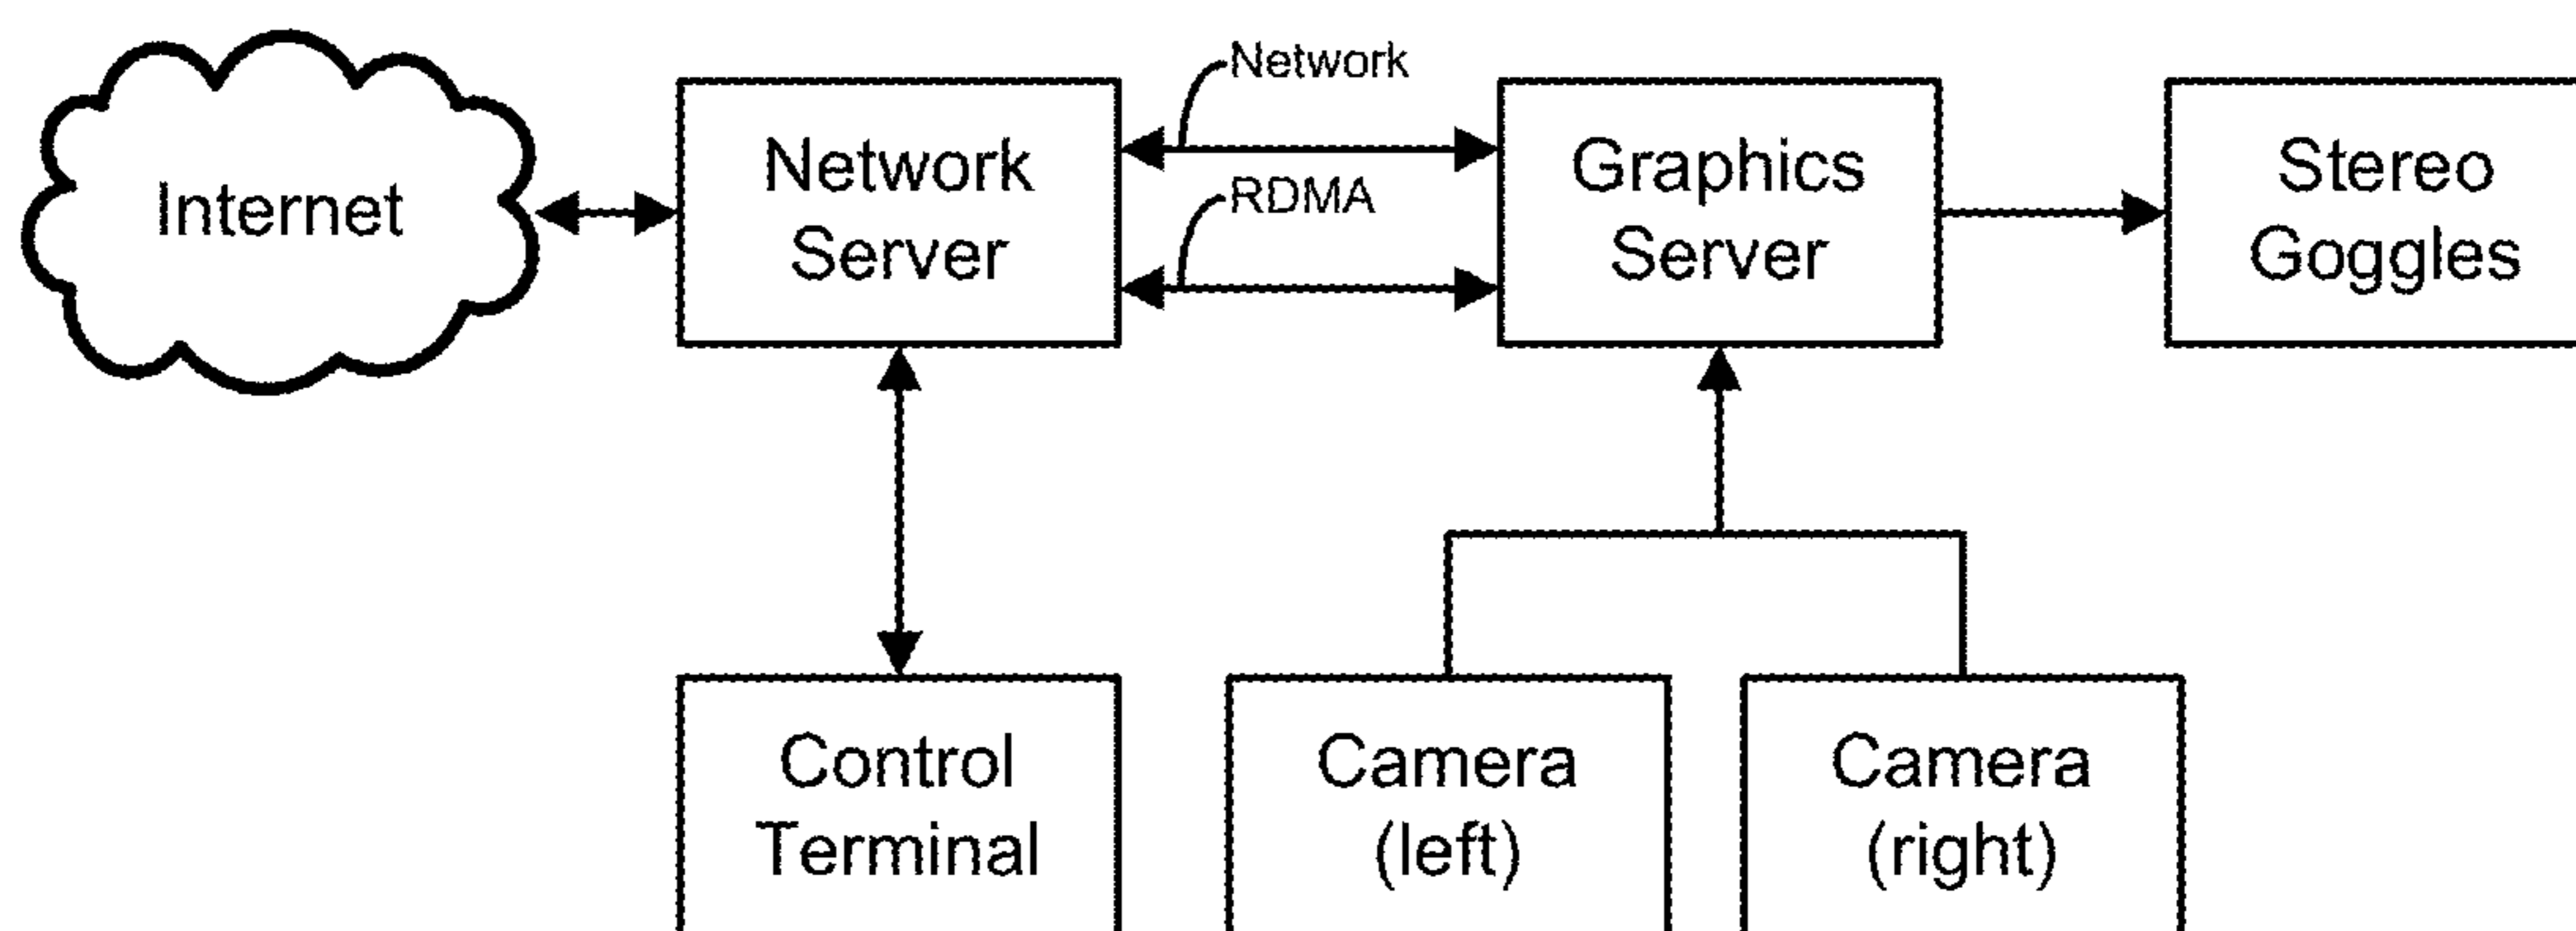 Internet
Network
Server
Network
RDMA
Graphics
Server
Stereo
Goggles
Control
Terminal
Camera
(left)
Camera
(right)